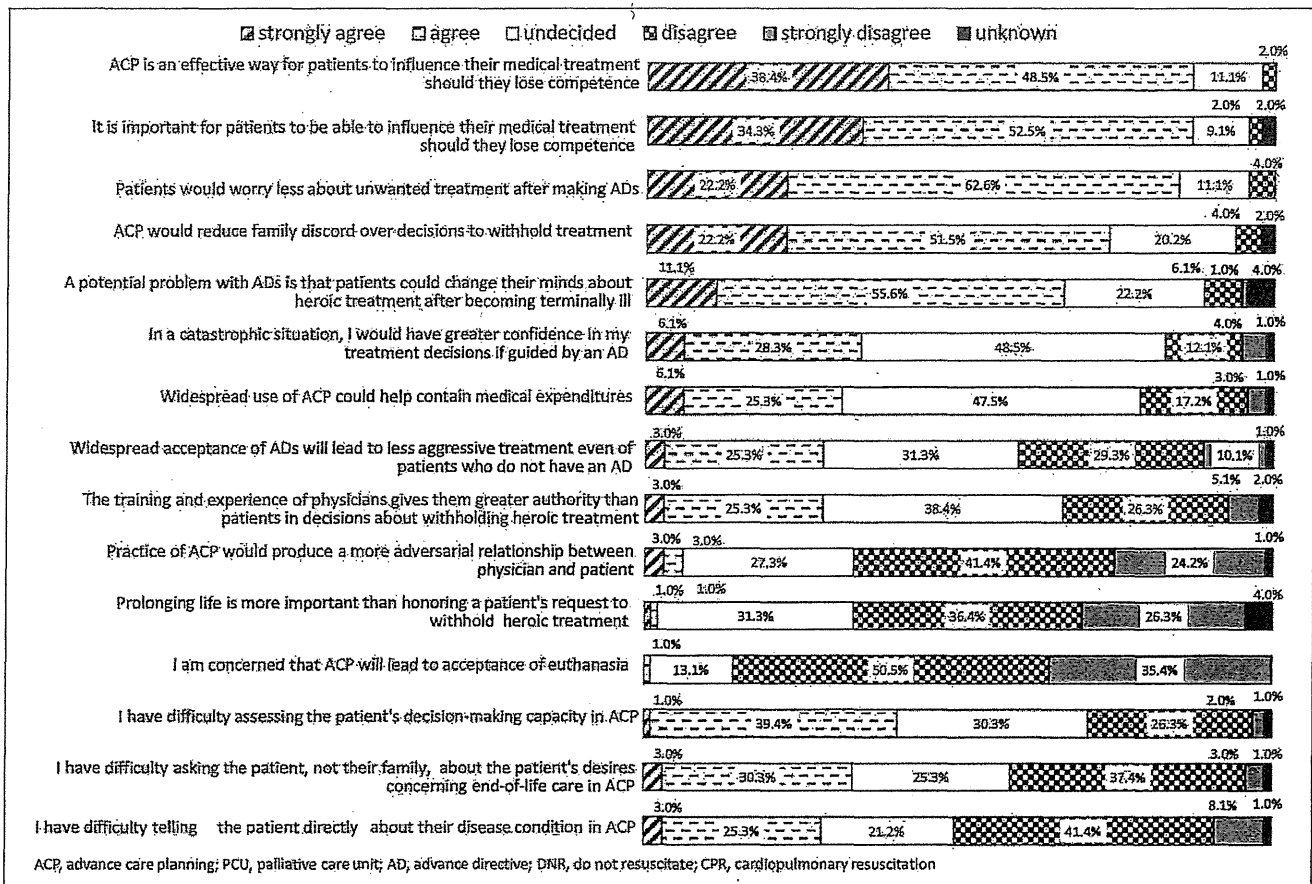 strongly agree agree undecided disagree strongly disagree unknown
2.0%
ACP is an effective way for patients to influence their medical treatment
should they lose competence
38.4% 48.5% 11.1%
2.0% 2.0%
It is important for patients to be able to influence their medical treatment
should they lose competence
34.3% 52.5% 9.1%
4.0%
Patients would worry less about unwanted treatment after making ADs
22.2% 62.6% 11.1%
4.0% 2.0%
ACP would reduce family discord over decisions to withhold treatment
22.2% 51.5% 20.2%
11.1% 6.1% 1.0% 4.0%
A potential problem with ADs is that patients could change their minds about
heroic treatment after becoming terminally ill
55.6% 22.2%
6.1% 4.0% 1.0%
In a catastrophic situation, I would have greater confidence in my
treatment decisions if guided by an AD
28.3% 48.5% 12.1%
6.1% 3.0% 1.0%
Widespread use of ACP could help contain medical expenditures
25.3% 47.5% 17.2%
3.0% 1.0%
Widespread acceptance of ADs will lead to less aggressive treatment even of
patients who do not have an AD
25.3% 31.3% 29.3% 10.1%
3.0% 5.1% 2.0%
The training and experience of physicians gives them greater authority than
patients in decisions about withholding heroic treatment
25.3% 38.4% 26.3%
3.0% 3.0% 1.0%
Practice of ACP would produce a more adversarial relationship between
physician and patient
27.3% 41.4% 24.2%
1.0% 1.0% 4.0%
Prolonging life is more important than honoring a patient's request to
withhold heroic treatment
31.3% 36.4% 26.3%
1.0%
I am concerned that ACP will lead to acceptance of euthanasia
13.1% 50.5% 35.4%
1.0% 2.0% 1.0%
I have difficulty assessing the patient's decision-making capacity in ACP
39.4% 30.3% 26.3%
3.0% 3.0% 1.0%
I have difficulty asking the patient, not their family, about the patient's desires
concerning end-of-life care in ACP
30.3% 25.3% 37.4%
3.0% 8.1% 1.0%
I have difficulty telling the patient directly about their disease condition in ACP
25.3% 21.2% 41.4%
ACP, advance care planning; PCU, palliative care unit; AD, advance directive; DNR, do not resuscitate; CPR, cardiopulmonary resuscitation